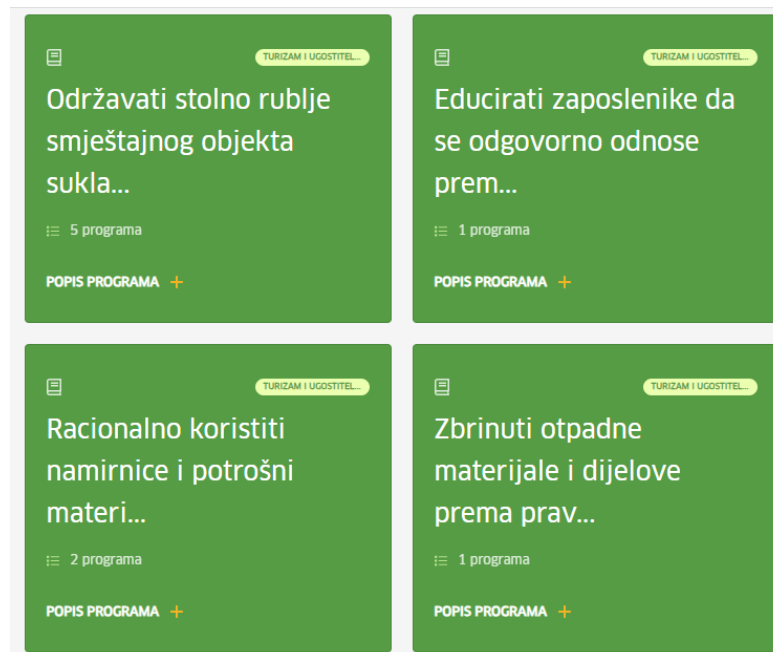 TURIZAM I UGOSTITEL...
Održavati stolno rublje
smještajnog objekta
sukla...
5 programa
POPIS PROGRAMA +
TURIZAM I UGOSTITEL...
Educirati zaposlenike da
se odgovorno odnose
prem...
1 programa
POPIS PROGRAMA +
TURIZAM I UGOSTITEL...
Racionalno koristiti
namirnice i potrošni
materi...
2 programa
POPIS PROGRAMA +
TURIZAM I UGOSTITEL...
Zbrinuti otpadne
materijale i dijelove
prema prav...
1 programa
POPIS PROGRAMA +